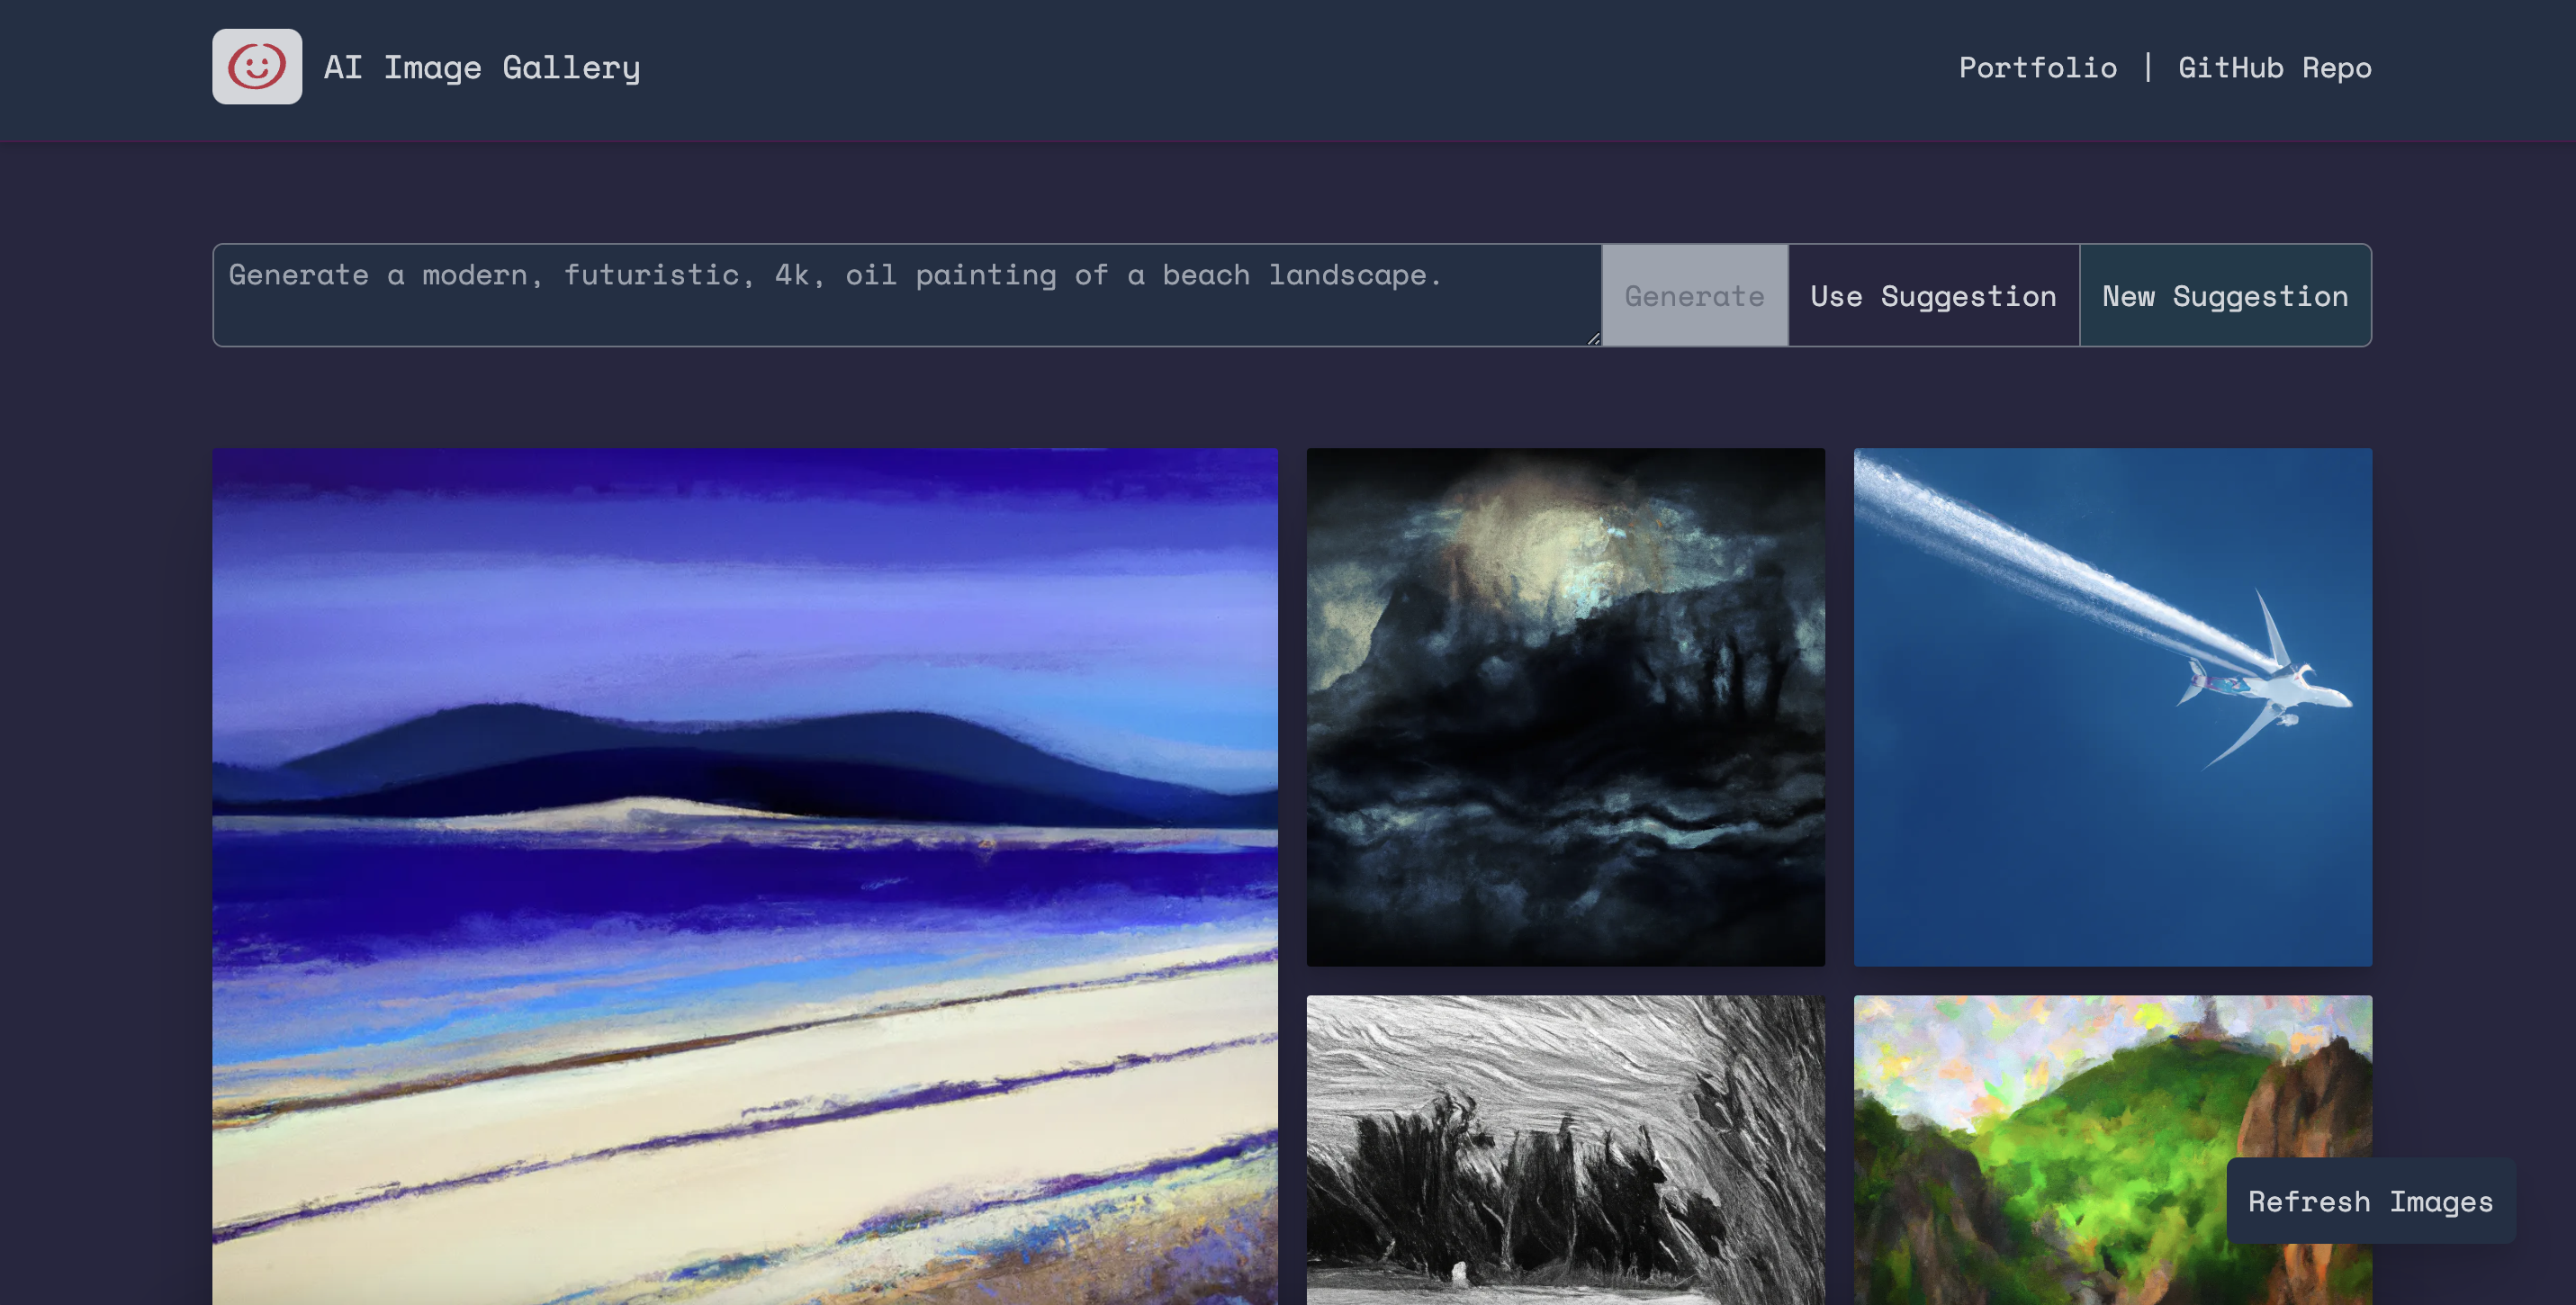 AI Image Gallery
Portfolio | GitHub Repo
Generate a modern, futuristic, 4k, oil painting of a beach landscape.
Generate
Use Suggestion
New Suggestion
Refresh Images